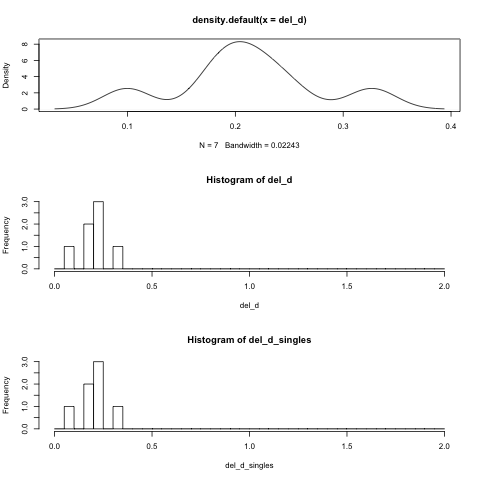 density.default(x = del_d)
Density
0 2 4 6 8
0.1 0.2 0.3 0.4
N = 7 Bandwidth = 0.02243
Histogram of del_d
Frequency
0.0 1.0 2.0 3.0
0.0 0.5 1.0 1.5 2.0
del_d
Histogram of del_d_singles
Frequency
0.0 1.0 2.0 3.0
0.0 0.5 1.0 1.5 2.0
del_d_singles